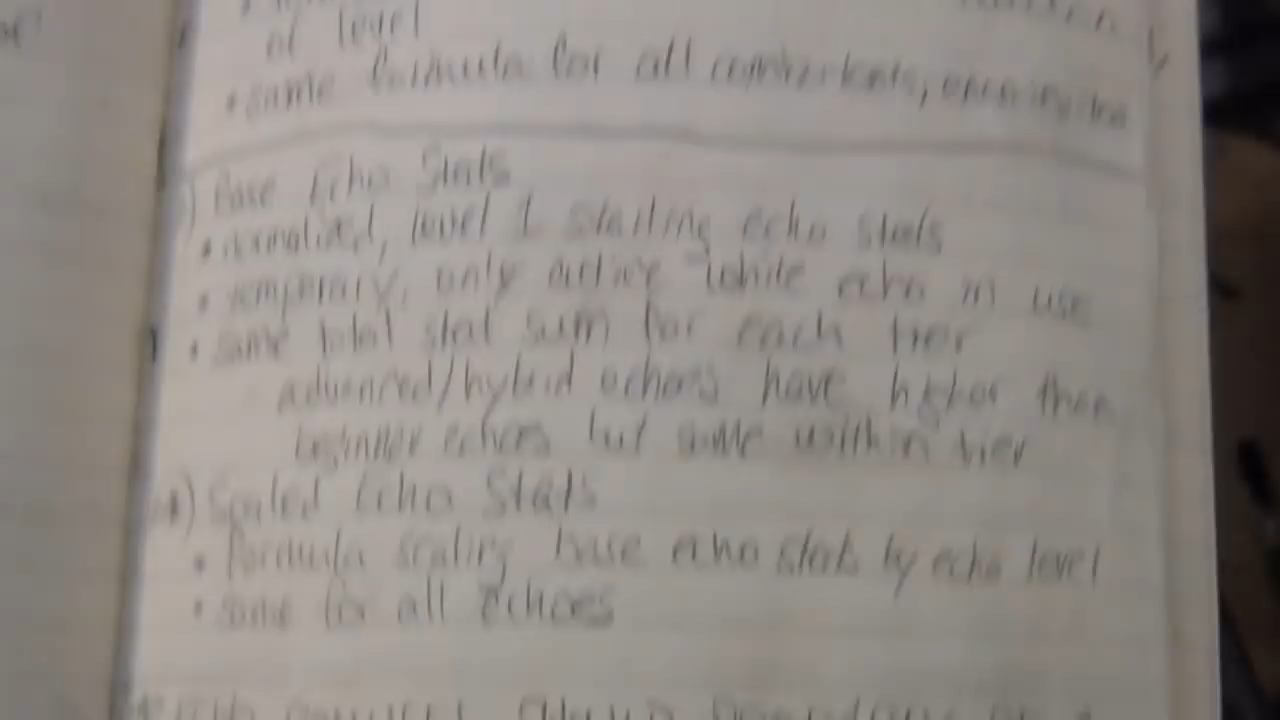 of level
• same formula for all combatants, enemies too
) Base Echo Stats
• normalized, level 1 starting echo stats
• temporary, only active while echo in use
• same total stat sum for each tier
- advanced/hybrid echoes have higher than
beginner echoes but same within tier
) Scaled Echo Stats
• formula scaling base echo stats by echo level
• same for all echoes